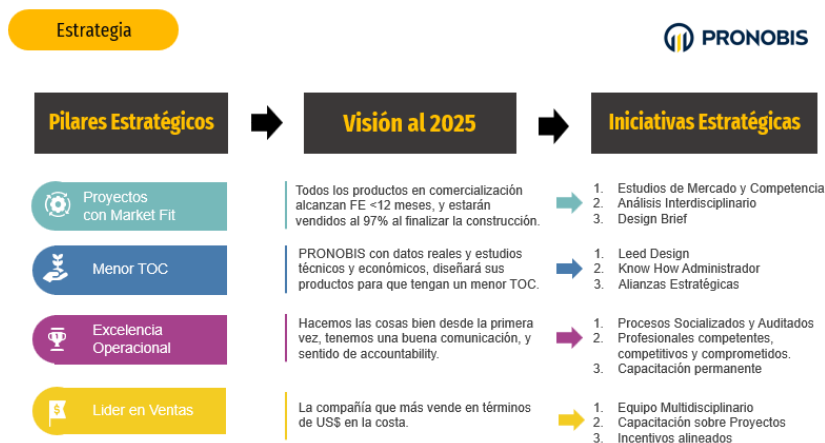 Estrategia
PRONOBIS
Pilares Estratégicos
Visión al 2025
Iniciativas Estratégicas
Proyectos
con Market Fit
Todos los productos en comercialización
alcanzan FE <12 meses, y estarán
vendidos al 97% al finalizar la construcción.
1. Estudios de Mercado y Competencia
2. Análisis Interdisciplinario
3. Design Brief
Menor TOC
PRONOBIS con datos reales y estudios
técnicos y económicos, diseñará sus
productos para que tengan un menor TOC.
1. Leed Design
2. Know How Administrador
3. Alianzas Estratégicas
Excelencia
Operacional
Hacemos las cosas bien desde la primera
vez, tenemos una buena comunicación, y
sentido de accountability.
1. Procesos Socializados y Auditados
2. Profesionales competentes,
competitivos y comprometidos.
3. Capacitación permanente
Lider en Ventas
La compañía que más vende en términos
de US$ en la costa.
1. Equipo Multidisciplinario
2. Capacitación sobre Proyectos
3. Incentivos alineados